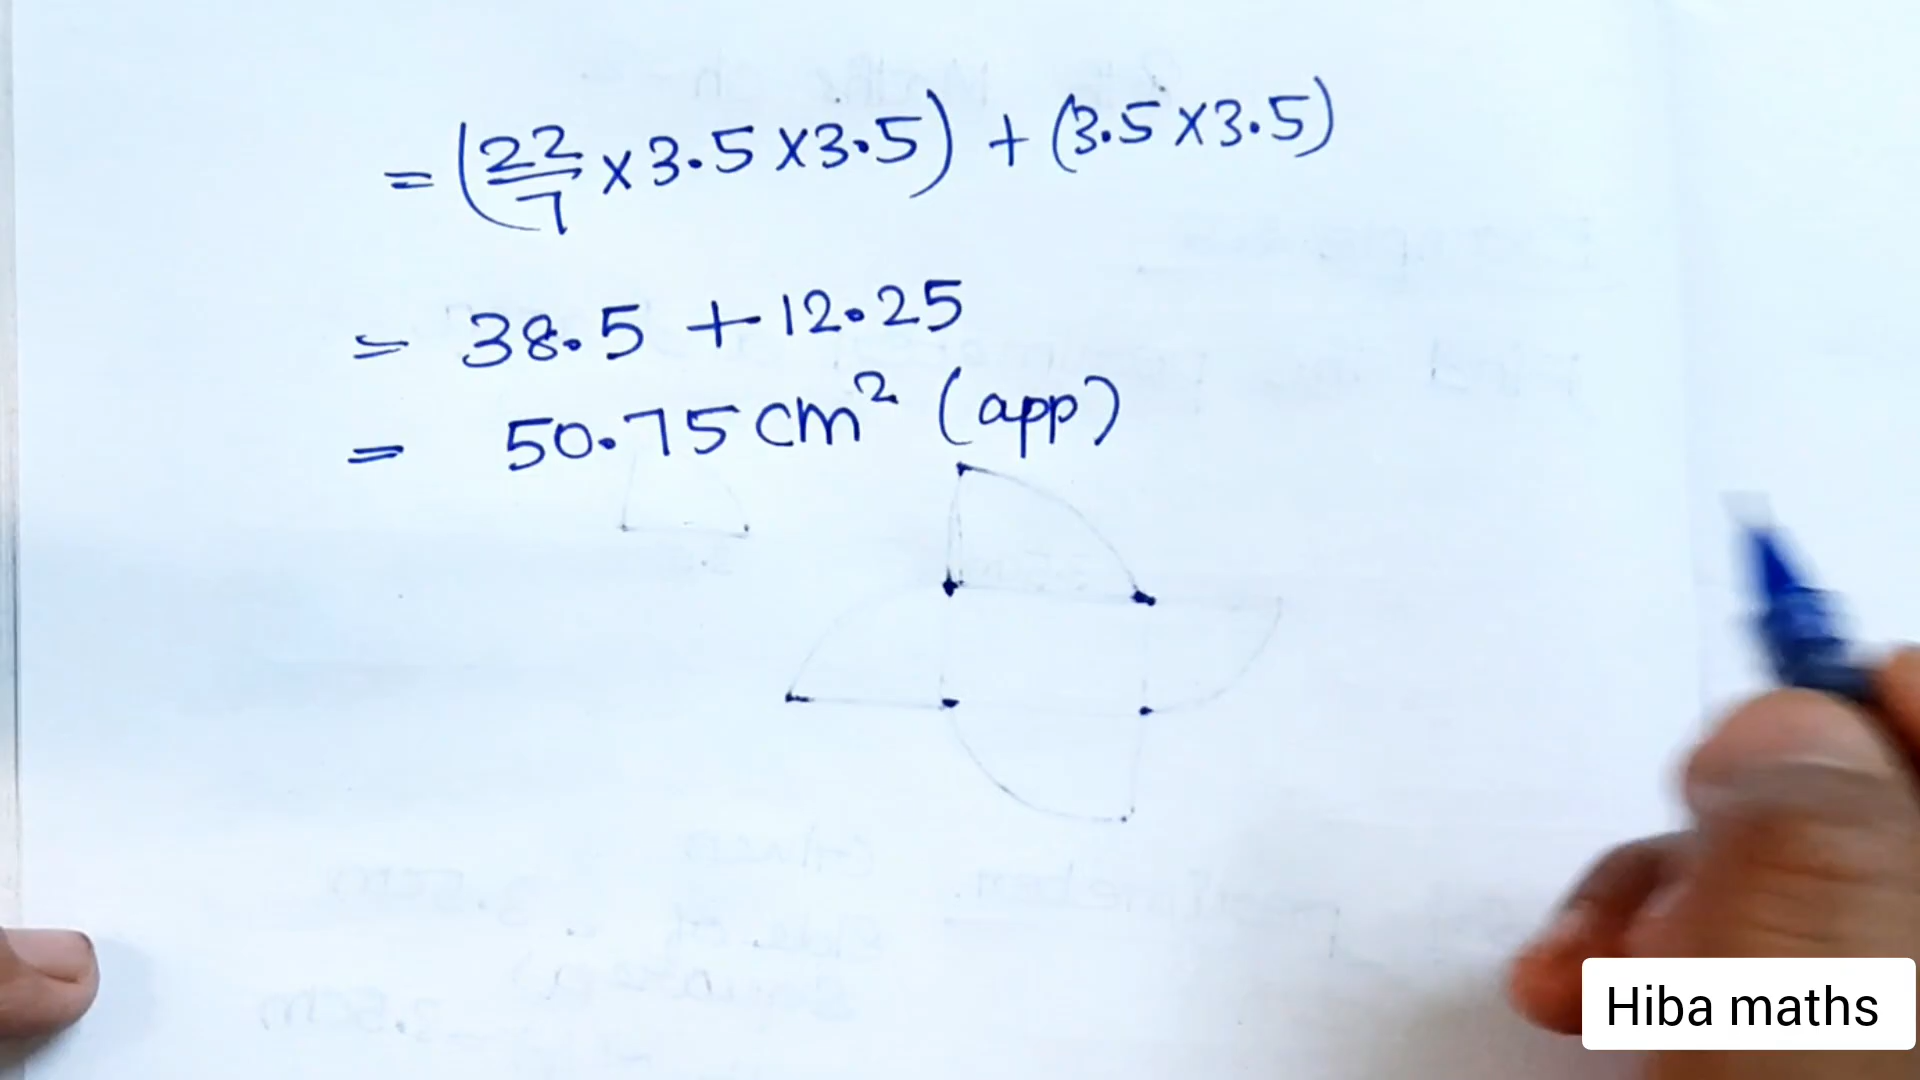 = (22/7 × 3.5 × 3.5) + (3.5 × 3.5)
= 38.5 + 12.25
= 50.75 cm² (app)
Hiba maths